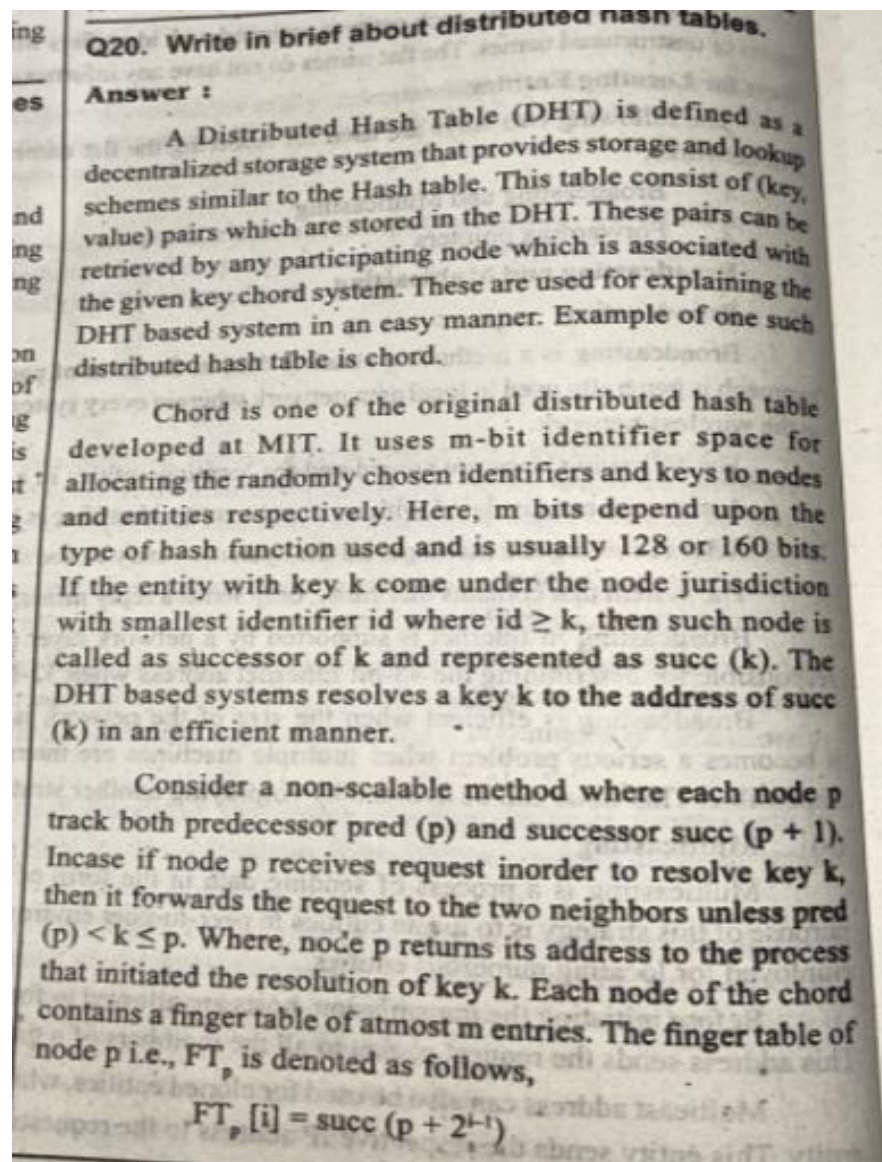 ing
es
nd
ng
ng
on
of
g
is
Q20. Write in brief about distributed hash tables.
Answer :
A Distributed Hash Table (DHT) is defined as a
decentralized storage system that provides storage and lookup
schemes similar to the Hash table. This table consist of (key,
value) pairs which are stored in the DHT. These pairs can be
retrieved by any participating node which is associated with
the given key chord system. These are used for explaining the
DHT based system in an easy manner. Example of one such
distributed hash table is chord.
Chord is one of the original distributed hash table
developed at MIT. It uses m-bit identifier space for
allocating the randomly chosen identifiers and keys to nodes
and entities respectively. Here, m bits depend upon the
type of hash function used and is usually 128 or 160 bits.
If the entity with key k come under the node jurisdiction
with smallest identifier id where id ≥ k, then such node is
called as successor of k and represented as succ (k). The
DHT based systems resolves a key k to the address of succ
(k) in an efficient manner.
Consider a non-scalable method where each node p
track both predecessor pred (p) and successor succ (p + 1).
Incase if node p receives request inorder to resolve key k,
then it forwards the request to the two neighbors unless pred
(p) < k ≤ p. Where, node p returns its address to the process
that initiated the resolution of key k. Each node of the chord
contains a finger table of atmost m entries. The finger table of
node p i.e., FTₚ is denoted as follows,
FTₚ [i] = succ (p + 2ⁱ⁻¹)